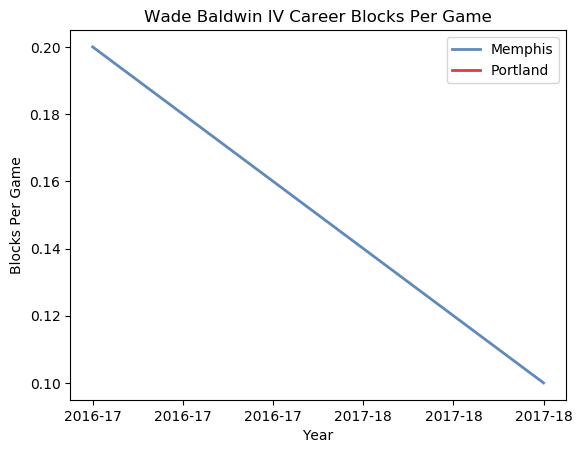 Wade Baldwin IV Career Blocks Per Game
Memphis
Portland
Blocks Per Game
0.20
0.18
0.16
0.14
0.12
0.10
2016-17 2016-17 2016-17 2017-18 2017-18 2017-18
Year